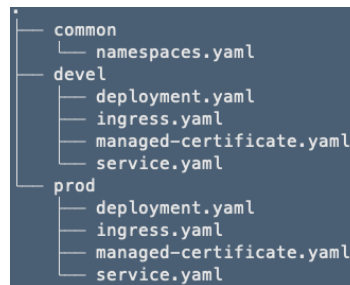 .
├── common
│   └── namespaces.yaml
├── devel
│   ├── deployment.yaml
│   ├── ingress.yaml
│   ├── managed-certificate.yaml
│   └── service.yaml
└── prod
    ├── deployment.yaml
    ├── ingress.yaml
    ├── managed-certificate.yaml
    └── service.yaml